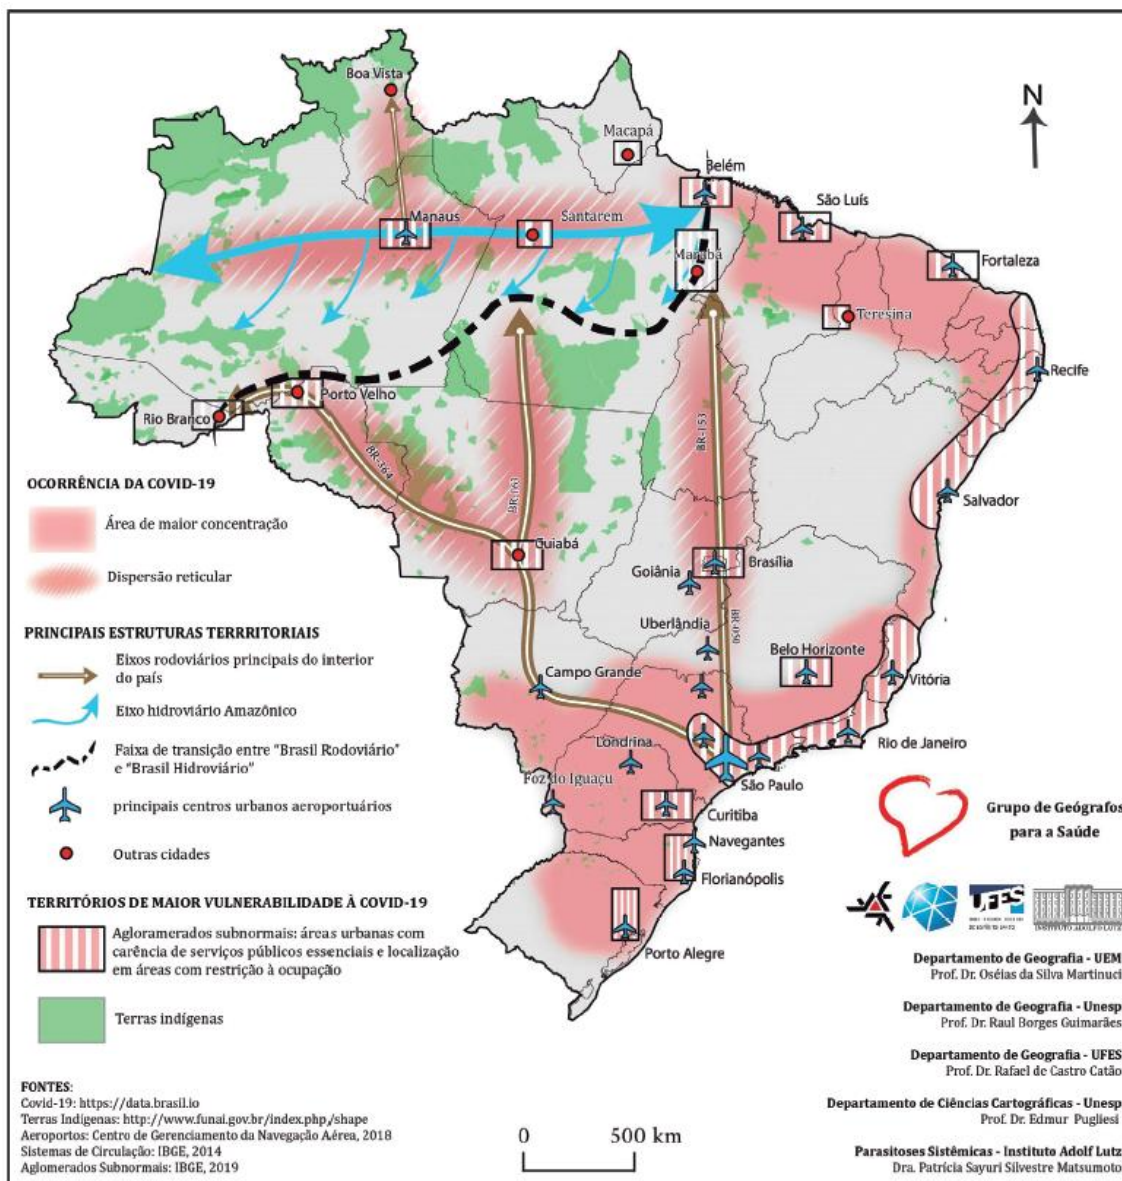 N
Boa Vista
Macapá
Belém
São Luís
Manaus
Santarem
Marabá
Fortaleza
Teresina
Recife
Porto Velho
Rio Branco
BR-364
BR-163
BR-153
Salvador
Cuiabá
Goiânia
Brasília
Uberlândia
BR-050
Belo Horizonte
Campo Grande
Vitória
Londrina
Rio de Janeiro
São Paulo
Foz do Iguaçu
Curitiba
Navegantes
Florianópolis
Porto Alegre
OCORRÊNCIA DA COVID-19
Área de maior concentração
Dispersão reticular
PRINCIPAIS ESTRUTURAS TERRRITORIAIS
Eixos rodoviários principais do interior
do país
Eixo hidroviário Amazônico
Faixa de transição entre "Brasil Rodoviário"
e "Brasil Hidroviário"
principais centros urbanos aeroportuários
Outras cidades
TERRITÓRIOS DE MAIOR VULNERABILIDADE À COVID-19
Agloramerados subnormais: áreas urbanas com
carência de serviços públicos essenciais e localização
em áreas com restrição à ocupação
Terras indígenas
FONTES:
Covid-19: https://data.brasil.io
Terras Indígenas: http://www.funai.gov.br/index.php/shape
Aeroportos: Centro de Gerenciamento da Navegação Aérea, 2018
Sistemas de Circulação: IBGE, 2014
Aglomerados Subnormais: IBGE, 2019
0 500 km
Grupo de Geógrafos
para a Saúde
UFES
INSTITUTO ADOLFO LUTZ
Departamento de Geografia - UEM
Prof. Dr. Oséias da Silva Martinuci
Departamento de Geografia - Unesp
Prof. Dr. Raul Borges Guimarães
Departamento de Geografia - UFES
Prof. Dr. Rafael de Castro Catão
Departamento de Ciências Cartográficas - Unesp
Prof. Dr. Edmur Pugliesi
Parasitoses Sistêmicas - Instituto Adolf Lutz
Dra. Patrícia Sayuri Silvestre Matsumoto